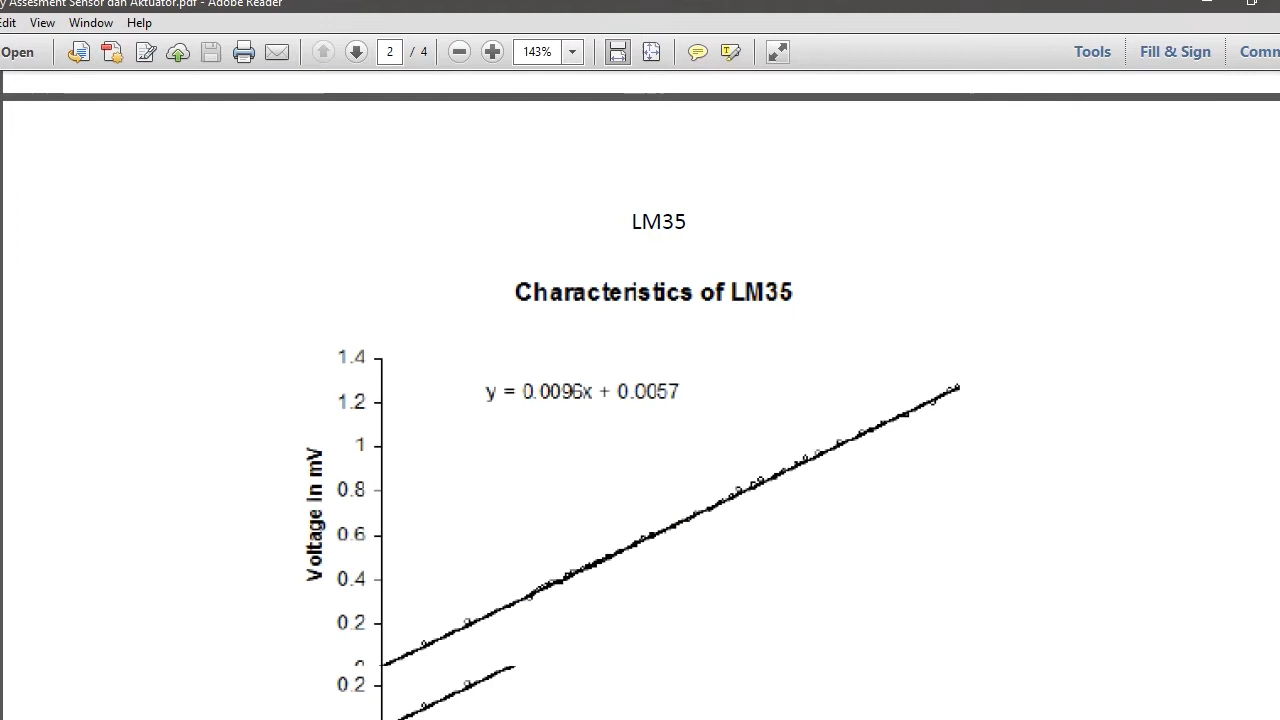 y Assesment Sensor dan Aktuator.pdf - Adobe Reader
Edit View Window Help
Open 2 / 4 143% Tools Fill & Sign Comm
LM35
Characteristics of LM35
1.4
y = 0.0096x + 0.0057
1.2
1
0.8
0.6
0.4
0.2
0.2
Voltage in mV